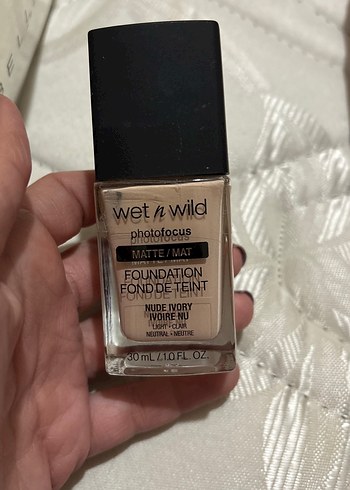 wet n wild
photofocus
MATTE / MAT
FOUNDATION
FOND DE TEINT
NUDE IVORY
IVOIRE NU
LIGHT • CLAIR
NEUTRAL • NEUTRE
30 mL / 1.0 FL. OZ.